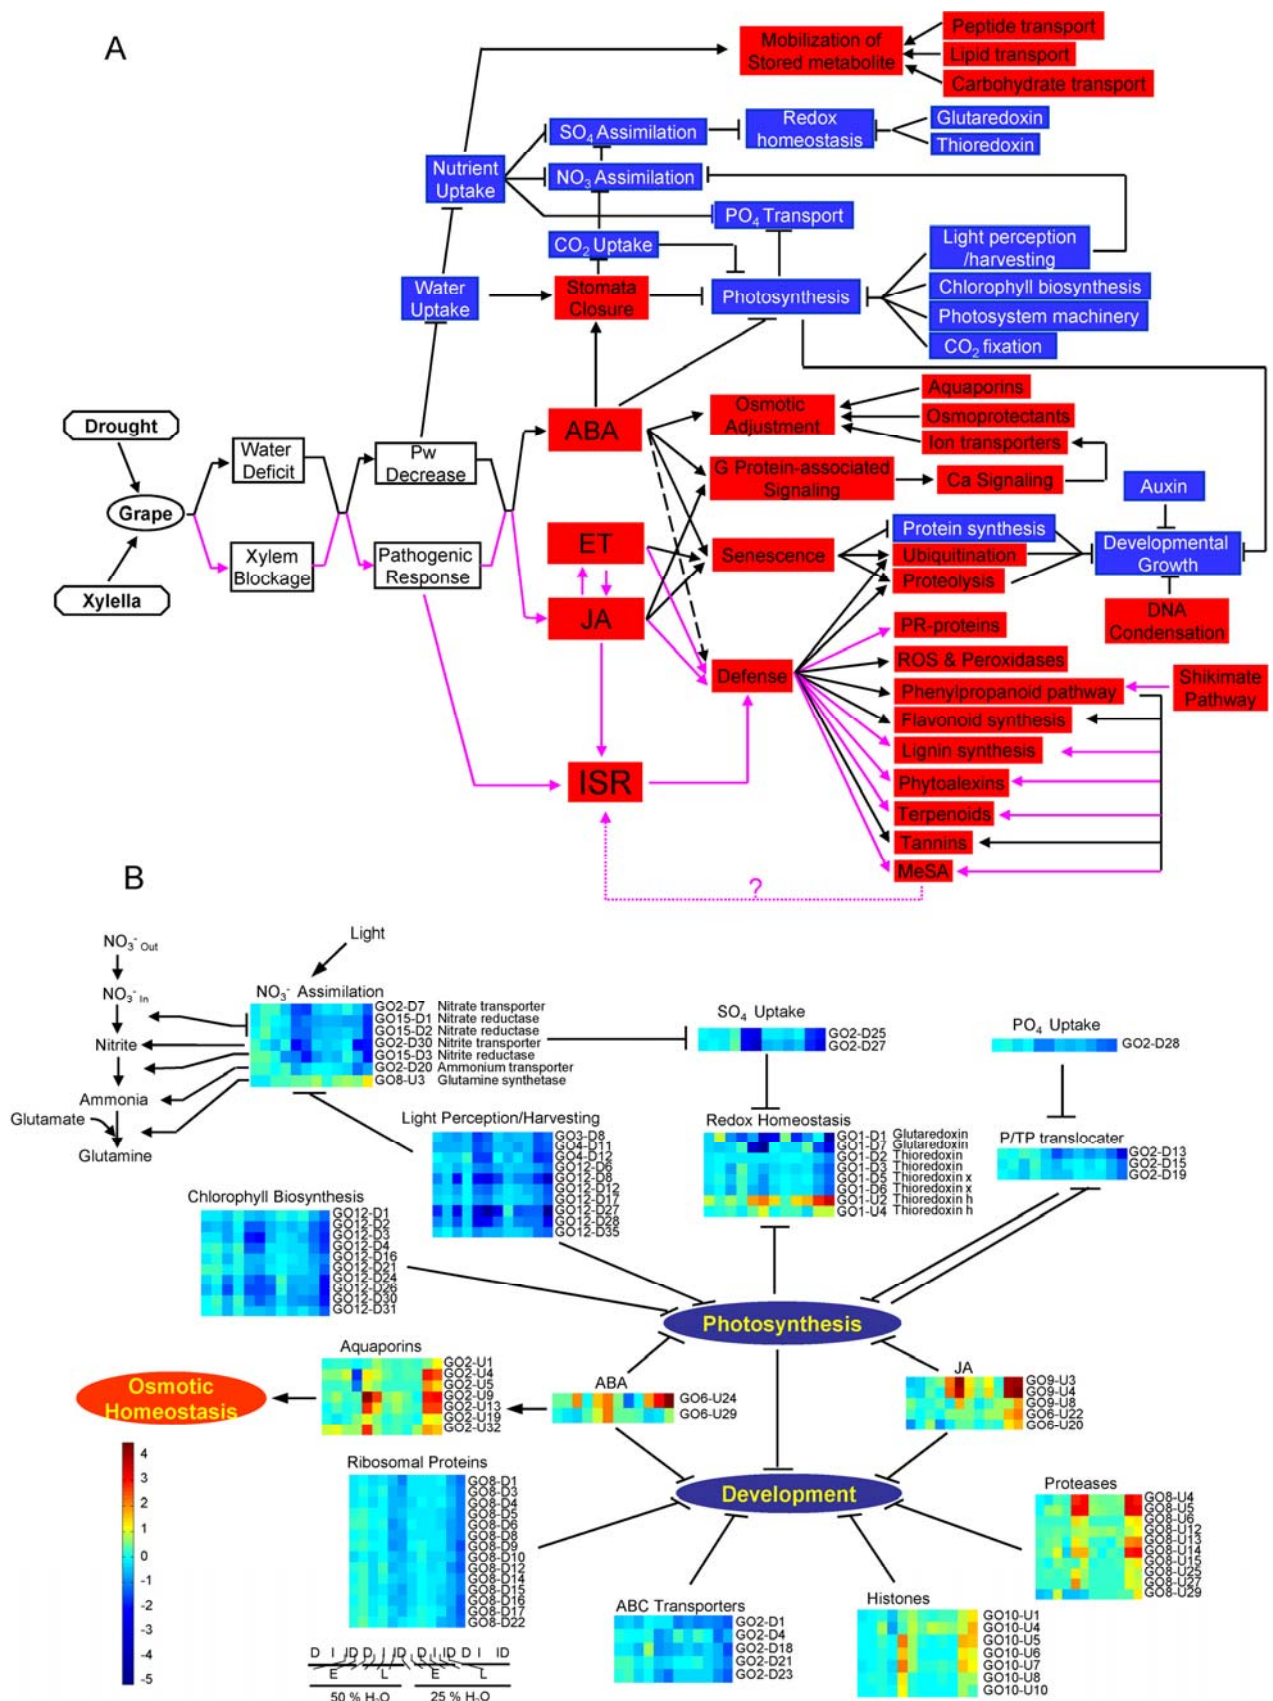 A
Mobilization of
Stored metabolite
Peptide transport
Lipid transport
Carbohydrate transport
SO4 Assimilation
Redox
homeostasis
Glutaredoxin
Thioredoxin
Nutrient
Uptake
NO3 Assimilation
PO4 Transport
CO2 Uptake
Light perception
/harvesting
Water
Uptake
Stomata
Closure
Photosynthesis
Chlorophyll biosynthesis
Photosystem machinery
CO2 fixation
Drought
Grape
Xylella
Water
Deficit
Xylem
Blockage
Pw
Decrease
Pathogenic
Response
ABA
ET
JA
ISR
Osmotic
Adjustment
Aquaporins
Osmoprotectants
Ion transporters
G Protein-associated
Signaling
Ca Signaling
Auxin
Senescence
Protein synthesis
Ubiquitination
Proteolysis
Developmental
Growth
DNA
Condensation
Defense
PR-proteins
ROS & Peroxidases
Phenylpropanoid pathway
Shikimate
Pathway
Flavonoid synthesis
Lignin synthesis
Phytoalexins
Terpenoids
Tannins
MeSA
?
B
NO3- Out
NO3- In
Nitrite
Ammonia
Glutamate
Glutamine
Light
NO3- Assimilation
GO2-D7 Nitrate transporter
GO15-D1 Nitrate reductase
GO15-D2 Nitrate reductase
GO2-D30 Nitrite transporter
GO15-D3 Nitrite reductase
GO2-D20 Ammonium transporter
GO8-U3 Glutamine synthetase
SO4 Uptake
GO2-D25
GO2-D27
PO4 Uptake
GO2-D28
Light Perception/Harvesting
GO3-D8
GO4-D11
GO4-D12
GO12-D6
GO12-D8
GO12-D12
GO12-D17
GO12-D27
GO12-D28
GO12-D35
Redox Homeostasis
GO1-D1 Glutaredoxin
GO1-D7 Glutaredoxin
GO1-D2 Thioredoxin
GO1-D3 Thioredoxin
GO1-D5 Thioredoxin x
GO1-D6 Thioredoxin x
GO1-U2 Thioredoxin h
GO1-U4 Thioredoxin h
P/TP translocater
GO2-D13
GO2-D15
GO2-D19
Chlorophyll Biosynthesis
GO12-D1
GO12-D2
GO12-D3
GO12-D4
GO12-D16
GO12-D21
GO12-D24
GO12-D26
GO12-D30
GO12-D31
Photosynthesis
Osmotic
Homeostasis
Aquaporins
GO2-U1
GO2-U4
GO2-U5
GO2-U9
GO2-U13
GO2-U19
GO2-U32
ABA
GO6-U24
GO6-U29
JA
GO9-U3
GO9-U4
GO9-U8
GO6-U22
GO6-U20
4
3
2
1
0
-1
-2
-3
-4
-5
Ribosomal Proteins
GO8-D1
GO8-D3
GO8-D4
GO8-D5
GO8-D6
GO8-D8
GO8-D9
GO8-D10
GO8-D12
GO8-D14
GO8-D15
GO8-D16
GO8-D17
GO8-D22
Development
Proteases
GO8-U4
GO8-U5
GO8-U6
GO8-U12
GO8-U13
GO8-U14
GO8-U15
GO8-U25
GO8-U27
GO8-U29
ABC Transporters
GO2-D1
GO2-D4
GO2-D18
GO2-D21
GO2-D23
Histones
GO10-U1
GO10-U4
GO10-U5
GO10-U6
GO10-U7
GO10-U8
GO10-U10
D I ID D I ID D I ID D I ID
E L E L
50 % H2O 25 % H2O